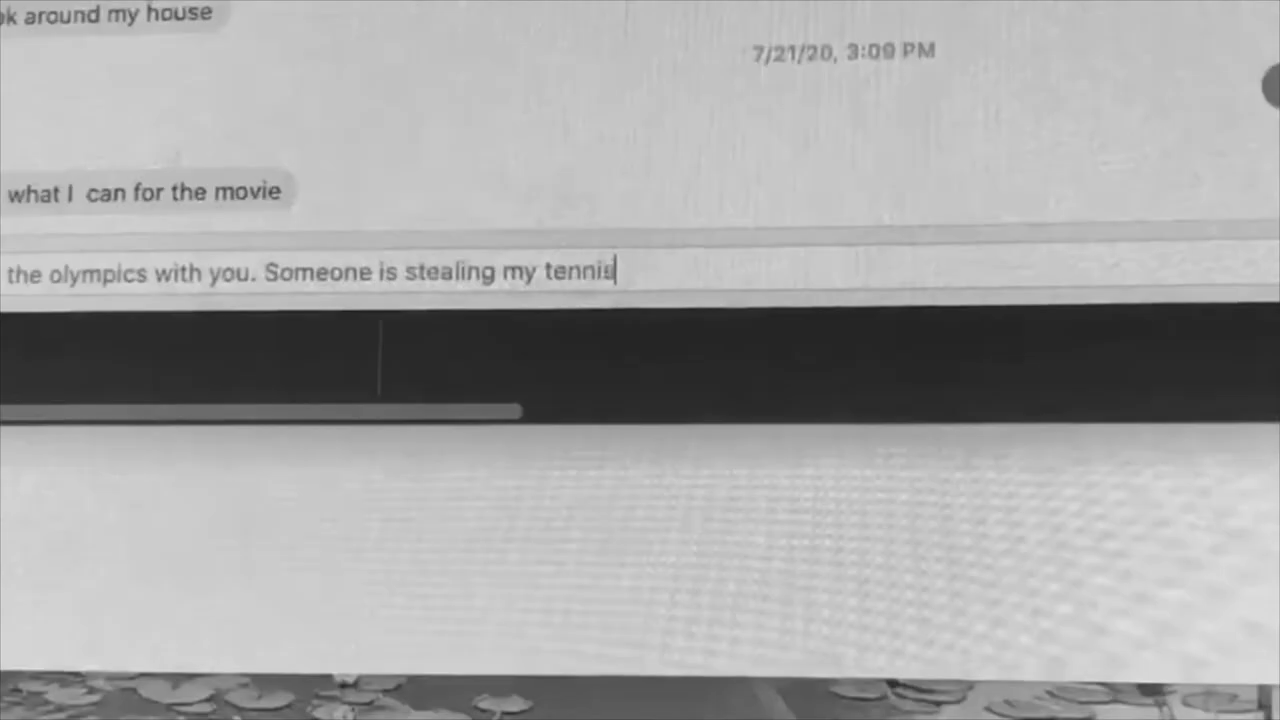 ok around my house
7/21/20, 3:09 PM
what I can for the movie
the olympics with you. Someone is stealing my tennis